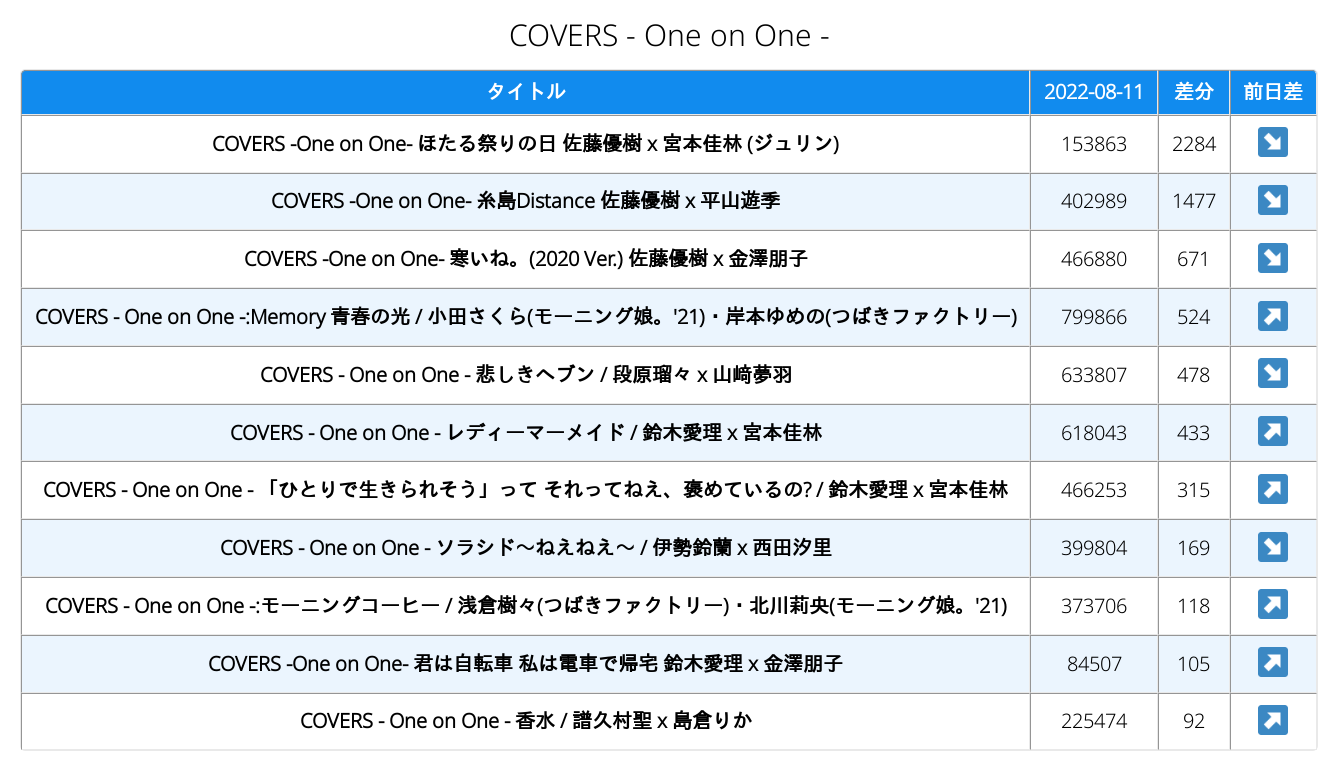 COVERS - One on One -
タイトル 2022-08-11 差分 前日差
COVERS -One on One- ほたる祭りの日 佐藤優樹 x 宮本佳林 (ジュリン) 153863 2284
COVERS -One on One- 糸島Distance 佐藤優樹 x 平山遊季 402989 1477
COVERS -One on One- 寒いね。(2020 Ver.) 佐藤優樹 x 金澤朋子 466880 671
COVERS - One on One -:Memory 青春の光 / 小田さくら(モーニング娘。'21)・岸本ゆめの(つばきファクトリー) 799866 524
COVERS - One on One - 悲しきヘブン / 段原瑠々 x 山﨑夢羽 633807 478
COVERS - One on One - レディーマーメイド / 鈴木愛理 x 宮本佳林 618043 433
COVERS - One on One - 「ひとりで生きられそう」って それってねえ、褒めているの? / 鈴木愛理 x 宮本佳林 466253 315
COVERS - One on One - ソラシド～ねえねえ～ / 伊勢鈴蘭 x 西田汐里 399804 169
COVERS - One on One -:モーニングコーヒー / 浅倉樹々(つばきファクトリー)・北川莉央(モーニング娘。'21) 373706 118
COVERS -One on One- 君は自転車 私は電車で帰宅 鈴木愛理 x 金澤朋子 84507 105
COVERS - One on One - 香水 / 譜久村聖 x 島倉りか 225474 92